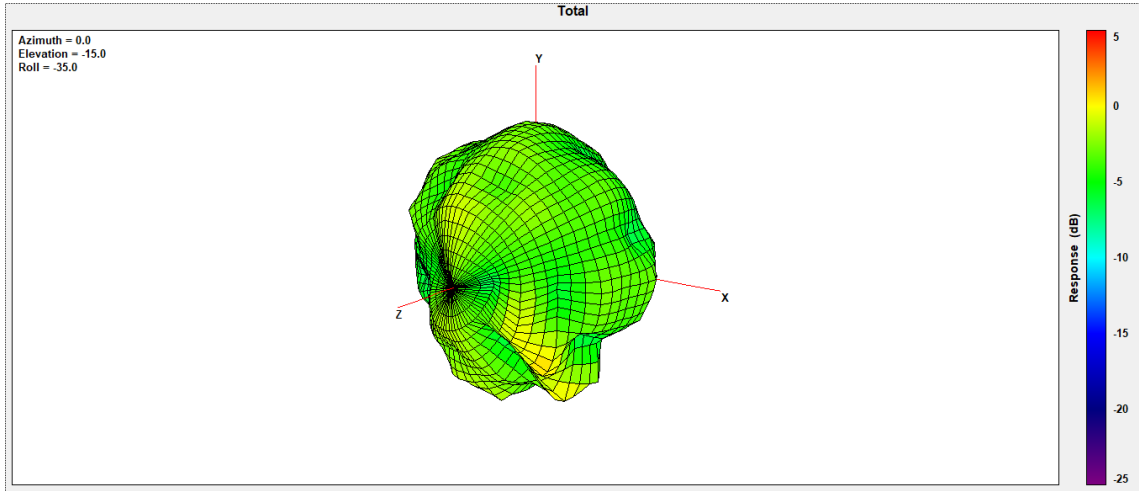 Total
Azimuth = 0.0
Elevation = -15.0
Roll = -35.0
Y
X
Z
5
0
-5
-10
-15
-20
-25
Response (dB)